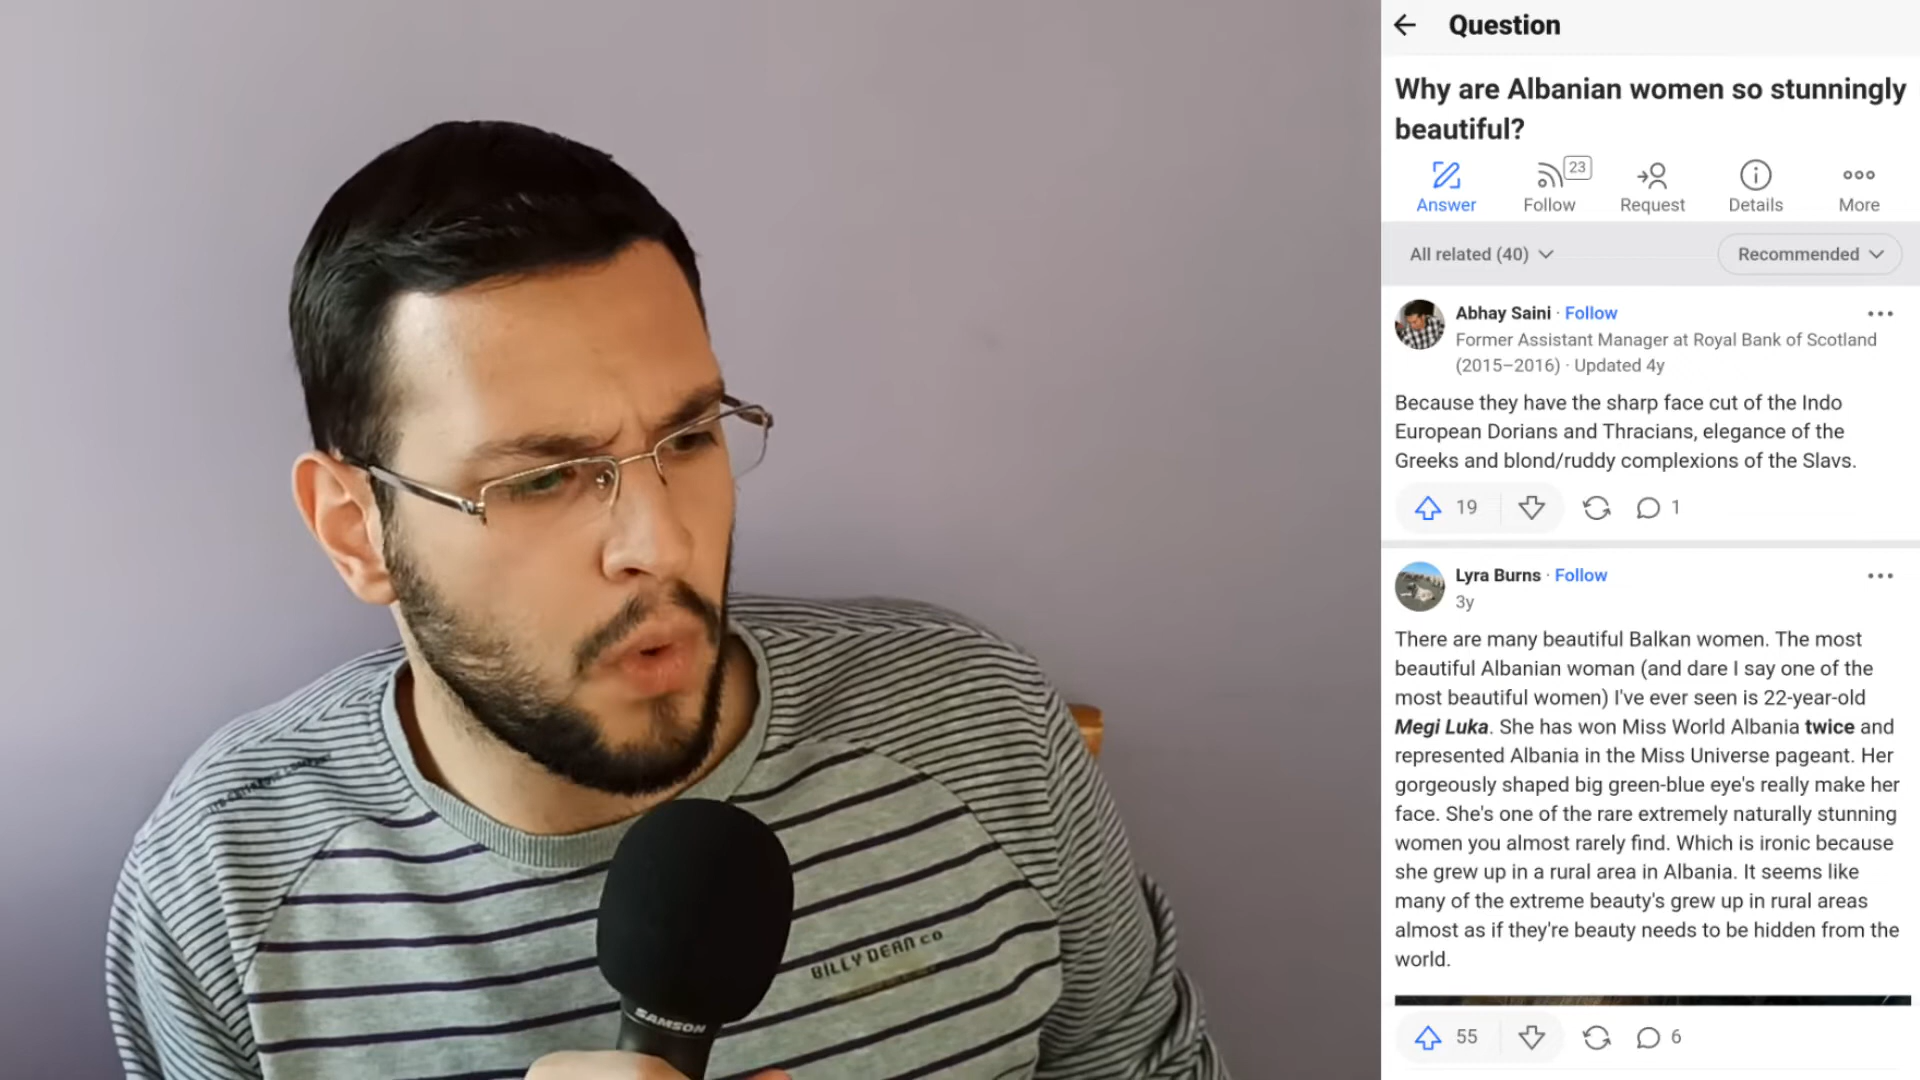 Question
Why are Albanian women so stunningly
beautiful?
23
Answer
Follow
Request
Details
More
All related (40)
Recommended
Abhay Saini · Follow
Former Assistant Manager at Royal Bank of Scotland
(2015–2016) · Updated 4y
Because they have the sharp face cut of the Indo
European Dorians and Thracians, elegance of the
Greeks and blond/ruddy complexions of the Slavs.
19
1
Lyra Burns · Follow
3y
There are many beautiful Balkan women. The most
beautiful Albanian woman (and dare I say one of the
most beautiful women) I've ever seen is 22-year-old
Megi Luka. She has won Miss World Albania twice and
represented Albania in the Miss Universe pageant. Her
gorgeously shaped big green-blue eye's really make her
face. She's one of the rare extremely naturally stunning
women you almost rarely find. Which is ironic because
she grew up in a rural area in Albania. It seems like
many of the extreme beauty's grew up in rural areas
almost as if they're beauty needs to be hidden from the
world.
55
6
BILLY DEAN CO
SAMSON